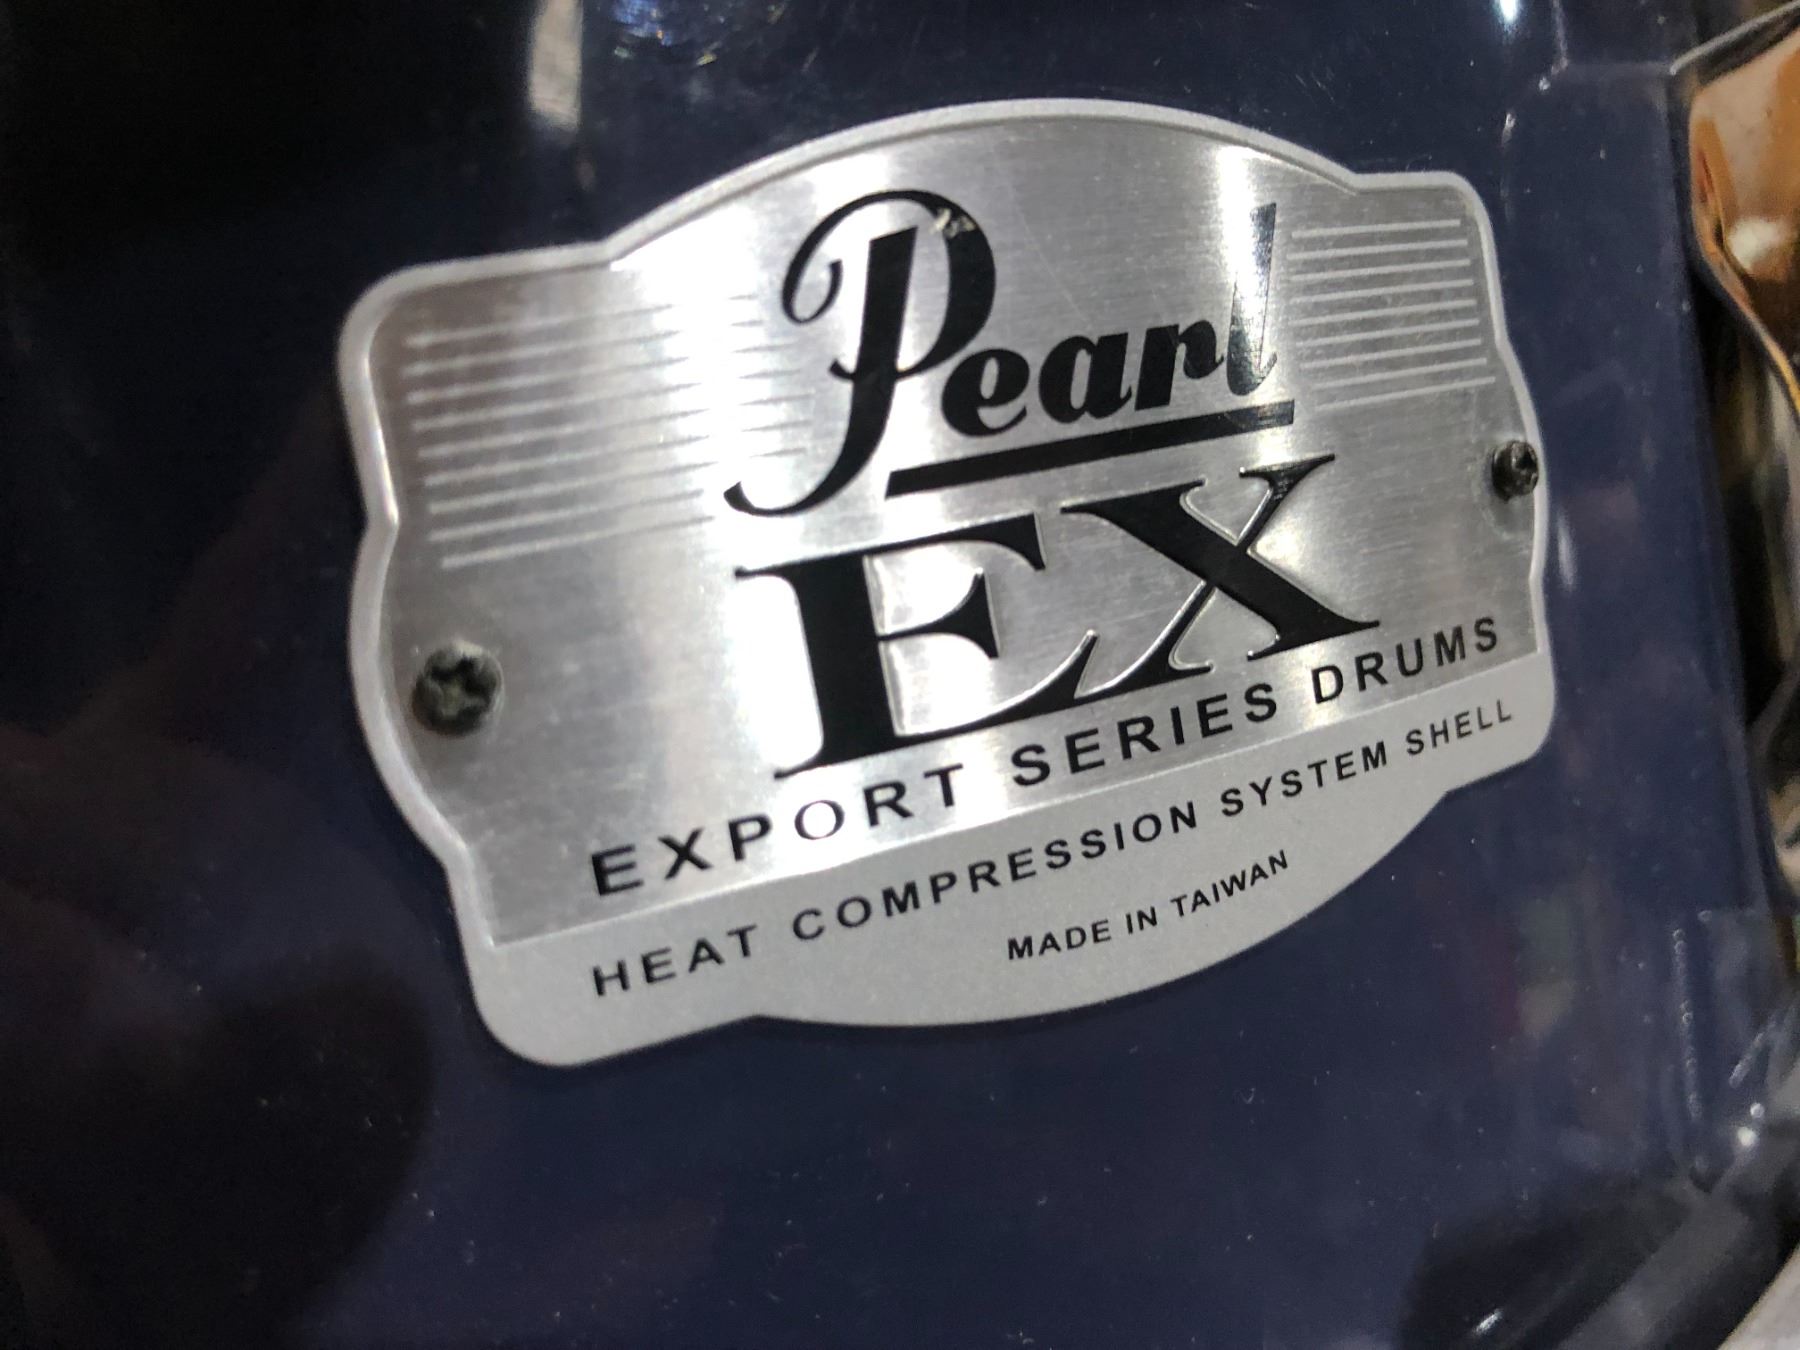 Pearl
EX
EXPORT SERIES DRUMS
HEAT COMPRESSION SYSTEM SHELL
MADE IN TAIWAN